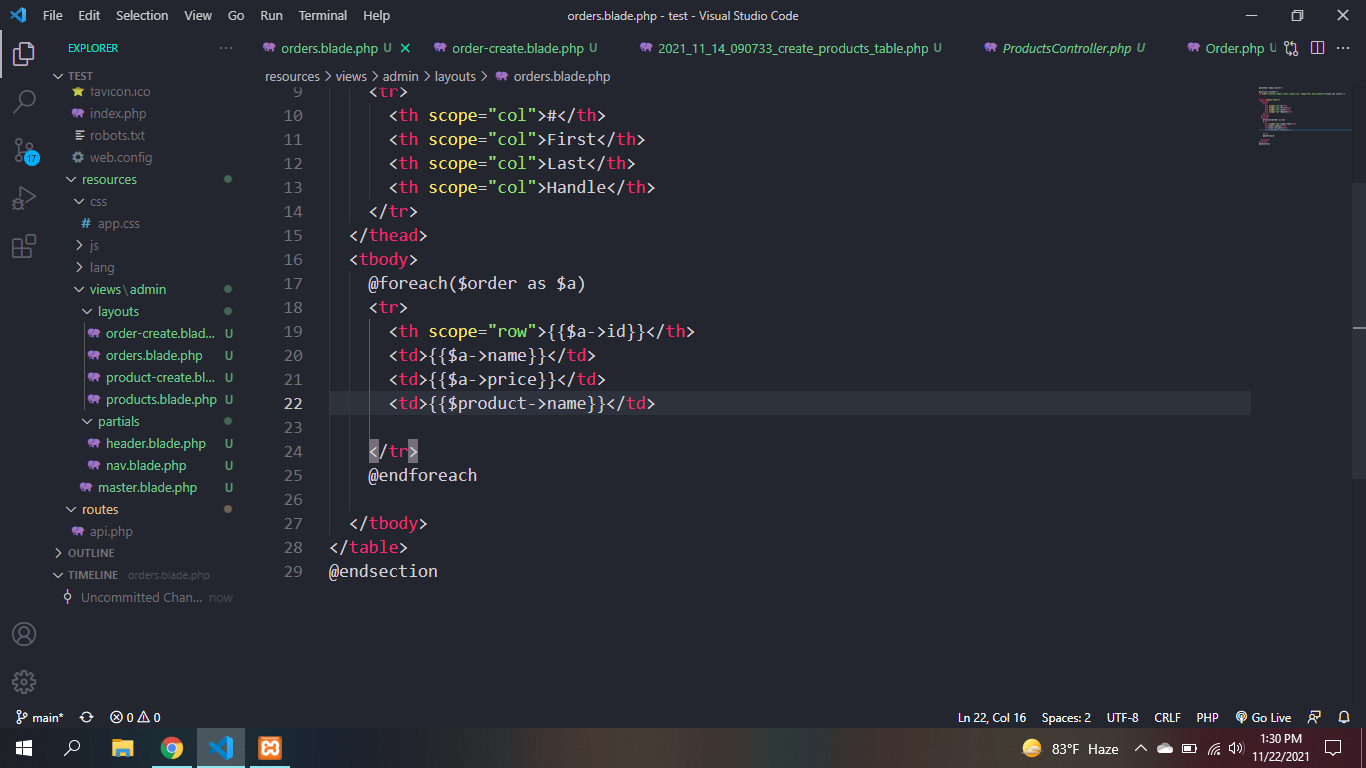 File Edit Selection View Go Run Terminal Help orders.blade.php - test - Visual Studio Code
EXPLORER ··· orders.blade.php U order-create.blade.php U 2021_11_14_090733_create_products_table.php U ProductsController.php U Order.php U ···
TEST resources > views > admin > layouts > orders.blade.php
favicon.ico
index.php
robots.txt
web.config
resources
css
# app.css
js
lang
views\admin
layouts
order-create.blad... U
orders.blade.php U
product-create.bl... U
products.blade.php U
partials
header.blade.php U
nav.blade.php U
master.blade.php U
routes
api.php
OUTLINE
TIMELINE orders.blade.php
Uncommitted Chan... now
17
9 <tr>
10 <th scope="col">#</th>
11 <th scope="col">First</th>
12 <th scope="col">Last</th>
13 <th scope="col">Handle</th>
14 </tr>
15 </thead>
16 <tbody>
17 @foreach($order as $a)
18 <tr>
19 <th scope="row">{{$a->id}}</th>
20 <td>{{$a->name}}</td>
21 <td>{{$a->price}}</td>
22 <td>{{$product->name}}</td>
23
24 </tr>
25 @endforeach
26
27 </tbody>
28 </table>
29 @endsection
main* 0 0 Ln 22, Col 16 Spaces: 2 UTF-8 CRLF PHP Go Live
83°F Haze 1:30 PM
11/22/2021